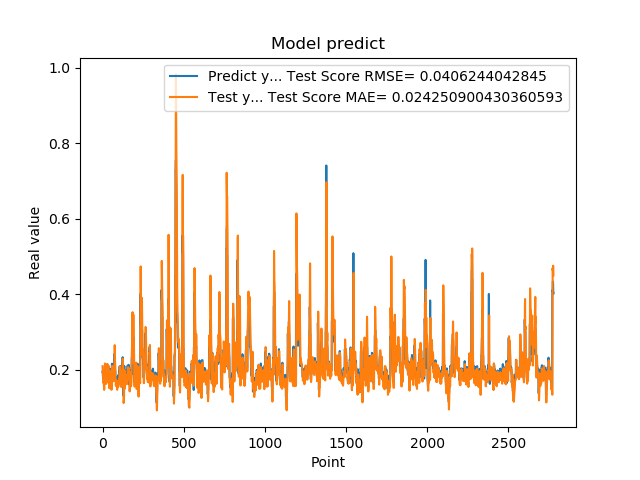 Model predict
Predict y... Test Score RMSE= 0.0406244042845
Test y... Test Score MAE= 0.024250900430360593
1.0
0.8
0.6
0.4
0.2
Real value
0 500 1000 1500 2000 2500
Point